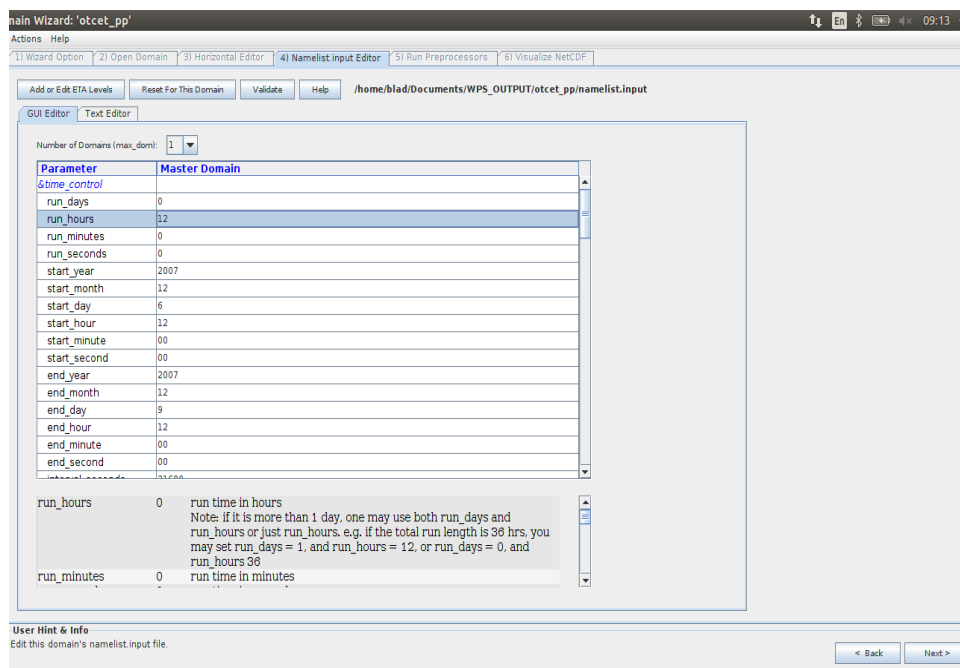 nain Wizard: 'otcet_pp'
En
09:13
Actions Help
1) Wizard Option 2) Open Domain 3) Horizontal Editor 4) Namelist.input Editor 5) Run Preprocessors 6) Visualize NetCDF
Add or Edit ETA Levels Reset For This Domain Validate Help /home/blad/Documents/WPS_OUTPUT/otcet_pp/namelist.input
GUI Editor Text Editor
Number of Domains (max_dom): 1
Parameter Master Domain
&time_control
run_days 0
run_hours 12
run_minutes 0
run_seconds 0
start_year 2007
start_month 12
start_day 6
start_hour 12
start_minute 00
start_second 00
end_year 2007
end_month 12
end_day 9
end_hour 12
end_minute 00
end_second 00
interval_seconds 21600
run_hours 0 run time in hours
Note: if it is more than 1 day, one may use both run_days and
run_hours or just run_hours. e.g. if the total run length is 36 hrs, you
may set run_days = 1, and run_hours = 12, or run_days = 0, and
run_hours 36
run_minutes 0 run time in minutes
User Hint & Info
Edit this domain's namelist.input file.
< Back Next >